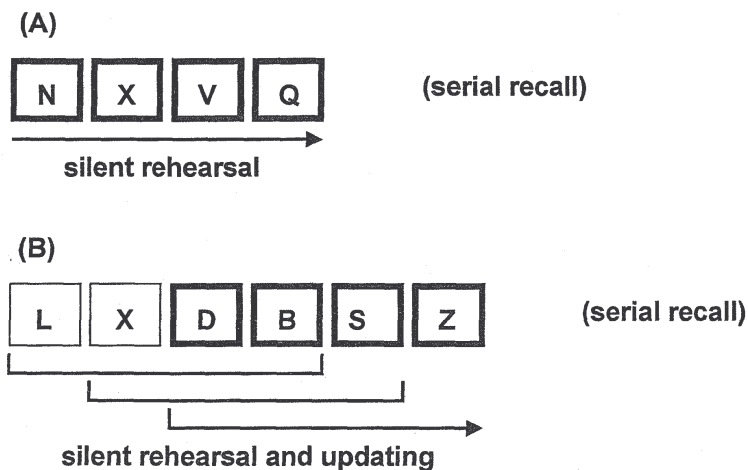 (A)
N X V Q (serial recall)
silent rehearsal
(B)
L X D B S Z (serial recall)
silent rehearsal and updating